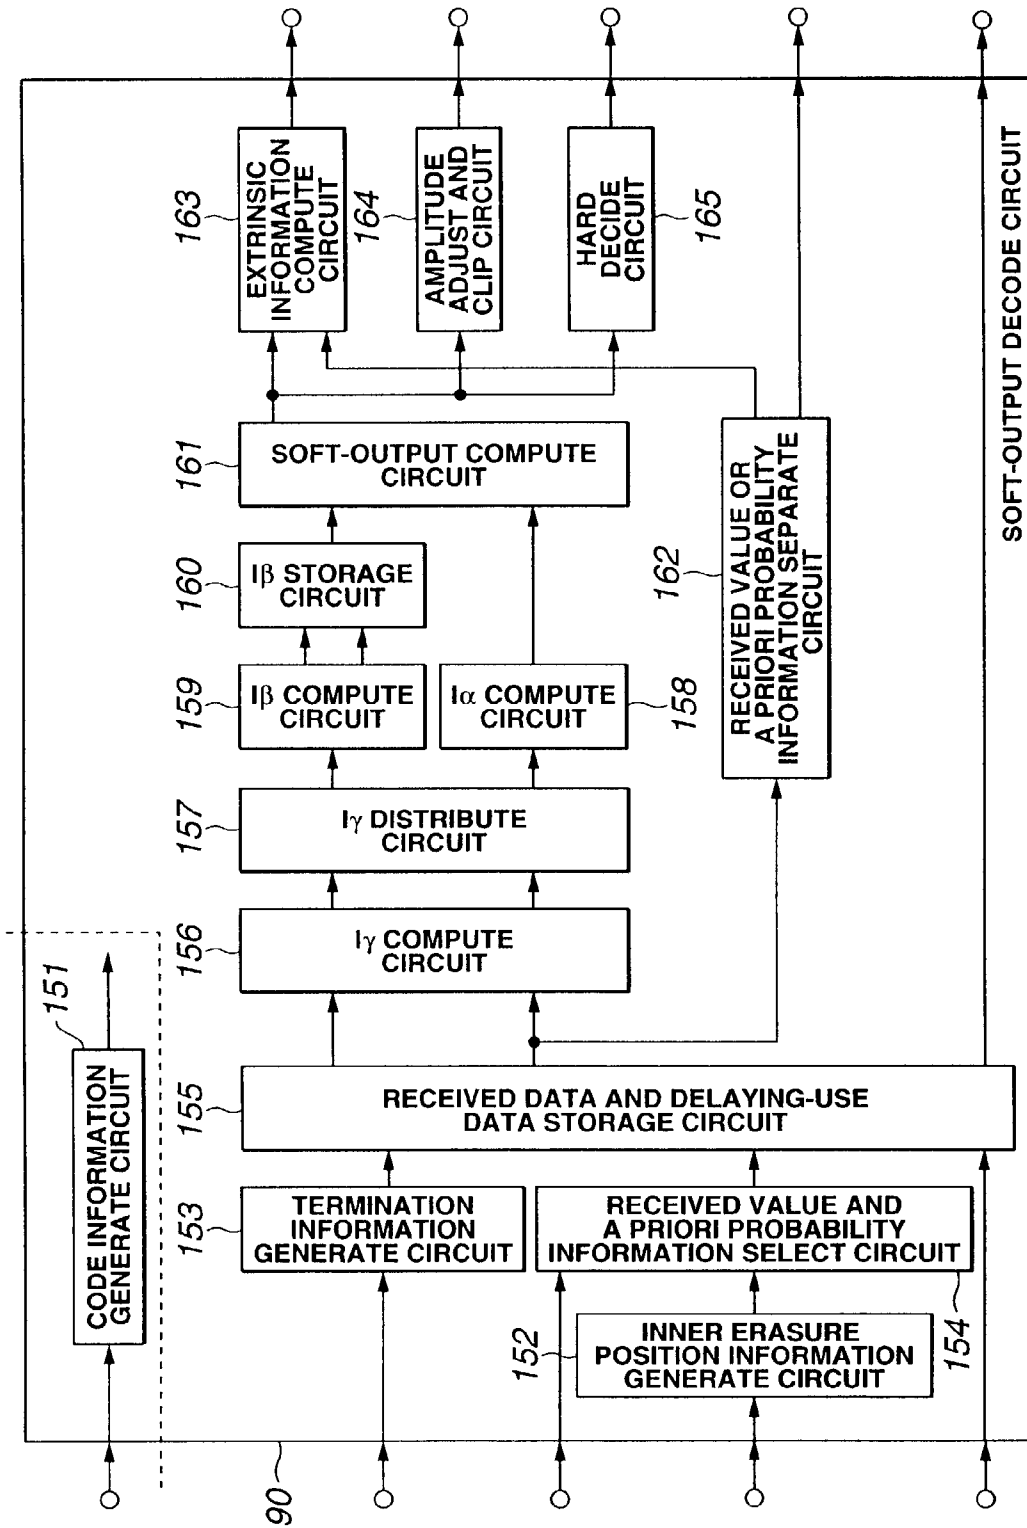 90
151
CODE INFORMATION
GENERATE CIRCUIT
152
INNER ERASURE
POSITION INFORMATION
GENERATE CIRCUIT
153
TERMINATION
INFORMATION
GENERATE CIRCUIT
154
RECEIVED VALUE AND
A PRIORI PROBABILITY
INFORMATION SELECT CIRCUIT
155
RECEIVED DATA AND DELAYING-USE
DATA STORAGE CIRCUIT
156
Iγ COMPUTE
CIRCUIT
157
Iγ DISTRIBUTE
CIRCUIT
158
Iα COMPUTE
CIRCUIT
159
Iβ COMPUTE
CIRCUIT
160
Iβ STORAGE
CIRCUIT
161
SOFT-OUTPUT COMPUTE
CIRCUIT
162
RECEIVED VALUE OR
A PRIORI PROBABILITY
INFORMATION SEPARATE
CIRCUIT
163
EXTRINSIC
INFORMATION
COMPUTE
CIRCUIT
164
AMPLITUDE
ADJUST AND
CLIP CIRCUIT
165
HARD
DECIDE
CIRCUIT
SOFT-OUTPUT DECODE CIRCUIT